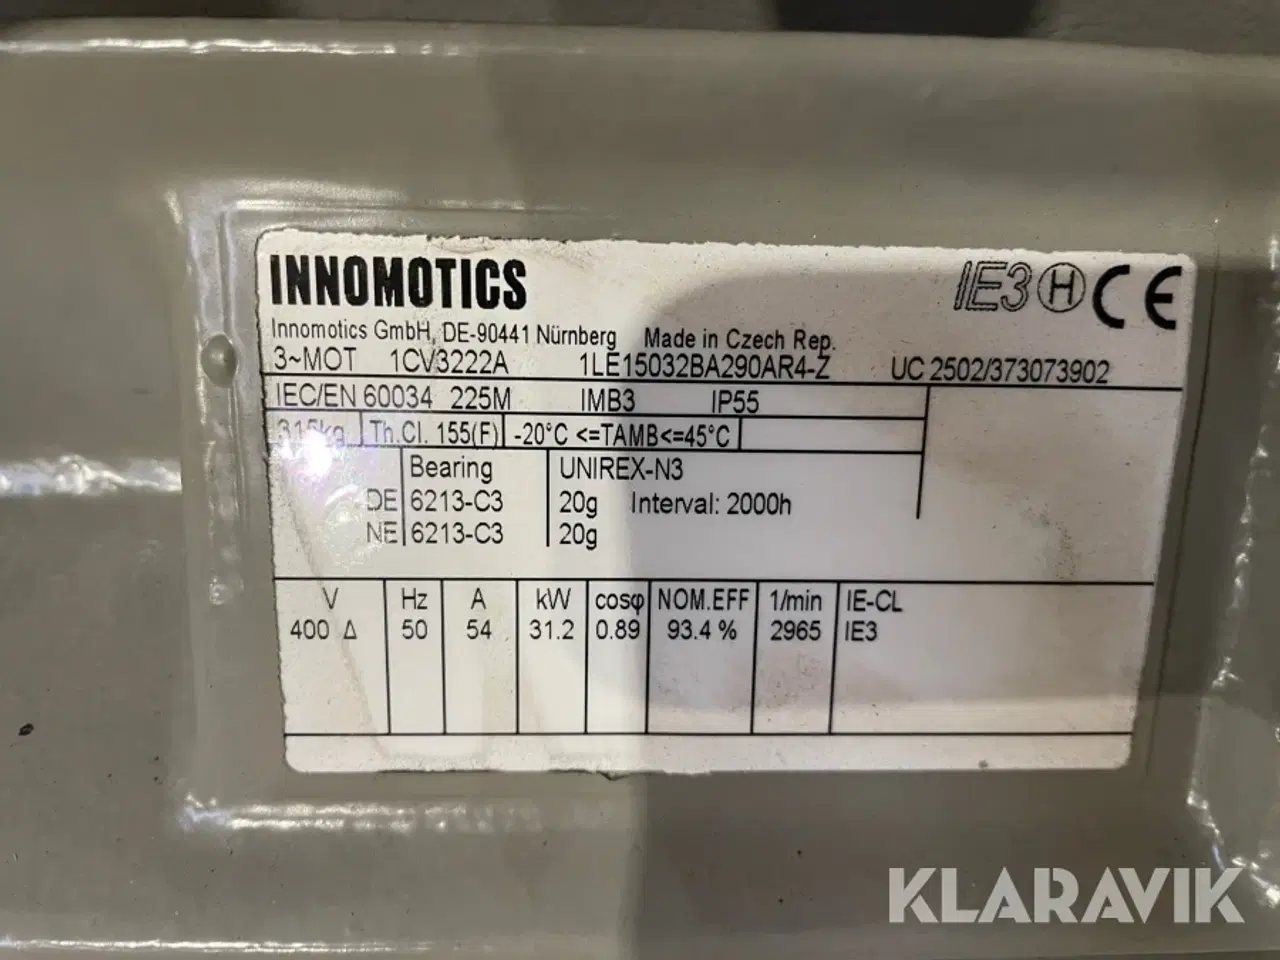 INNOMOTICS
IE3 H CE
Innomotics GmbH, DE-90441 Nürnberg Made in Czech Rep.
3~MOT 1CV3222A 1LE15032BA290AR4-Z UC 2502/373073902
IEC/EN 60034 225M IMB3 IP55
315kg Th.Cl. 155(F) -20°C <=TAMB<=45°C
Bearing UNIREX-N3
DE 6213-C3 20g Interval: 2000h
NE 6213-C3 20g
V Hz A kW cosφ NOM.EFF 1/min IE-CL
400 Δ 50 54 31.2 0.89 93.4 % 2965 IE3
KLARAVIK